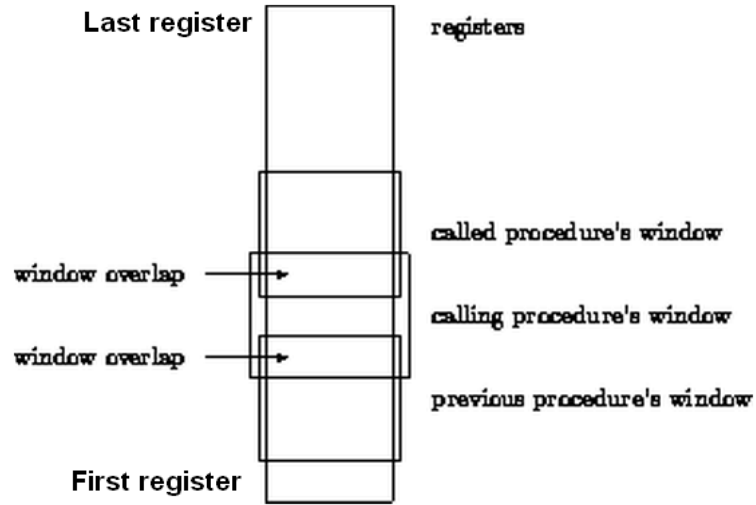 Last register
registers
called procedure's window
window overlap
calling procedure's window
window overlap
previous procedure's window
First register